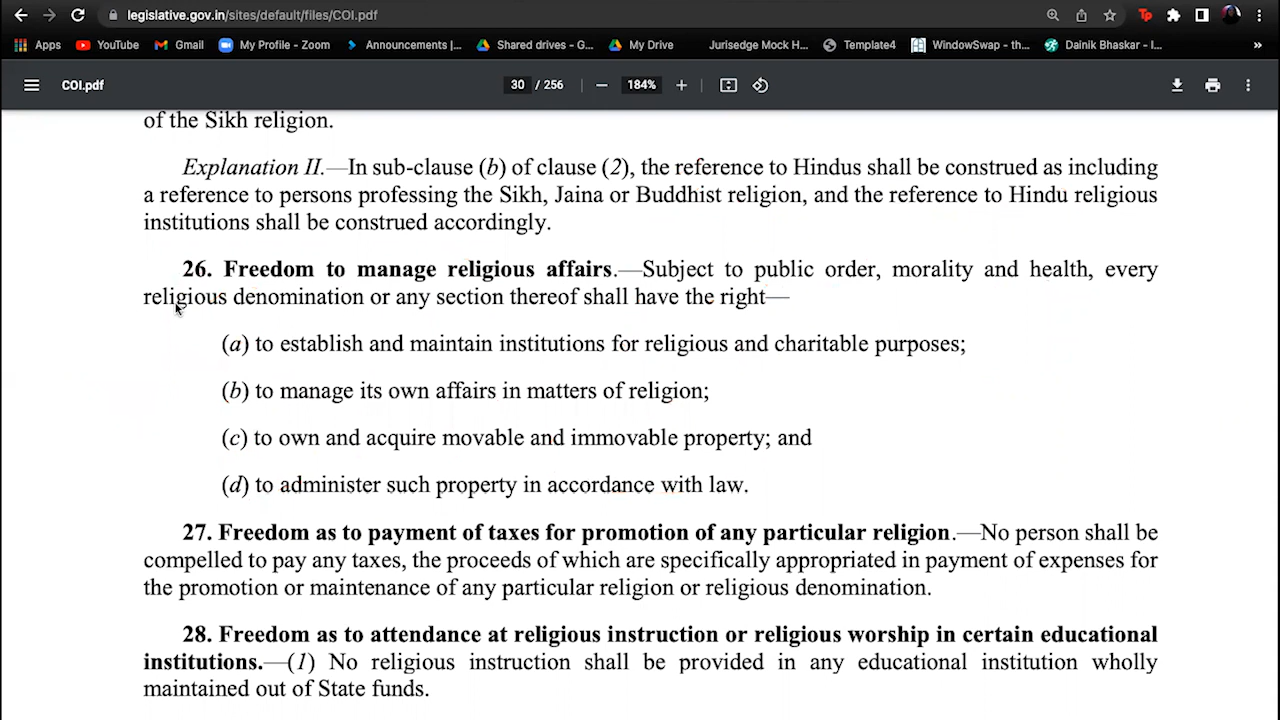 legislative.gov.in/sites/default/files/COI.pdf
Apps YouTube Gmail My Profile - Zoom Announcements |... Shared drives - G... My Drive Jurisedge Mock H... Template4 WindowSwap - th... Dainik Bhaskar - l... »
COI.pdf 30 / 256 — 184% +
of the Sikh religion.
Explanation II.—In sub-clause (b) of clause (2), the reference to Hindus shall be construed as including
a reference to persons professing the Sikh, Jaina or Buddhist religion, and the reference to Hindu religious
institutions shall be construed accordingly.
26. Freedom to manage religious affairs.—Subject to public order, morality and health, every
religious denomination or any section thereof shall have the right—
(a) to establish and maintain institutions for religious and charitable purposes;
(b) to manage its own affairs in matters of religion;
(c) to own and acquire movable and immovable property; and
(d) to administer such property in accordance with law.
27. Freedom as to payment of taxes for promotion of any particular religion.—No person shall be
compelled to pay any taxes, the proceeds of which are specifically appropriated in payment of expenses for
the promotion or maintenance of any particular religion or religious denomination.
28. Freedom as to attendance at religious instruction or religious worship in certain educational
institutions.—(1) No religious instruction shall be provided in any educational institution wholly
maintained out of State funds.